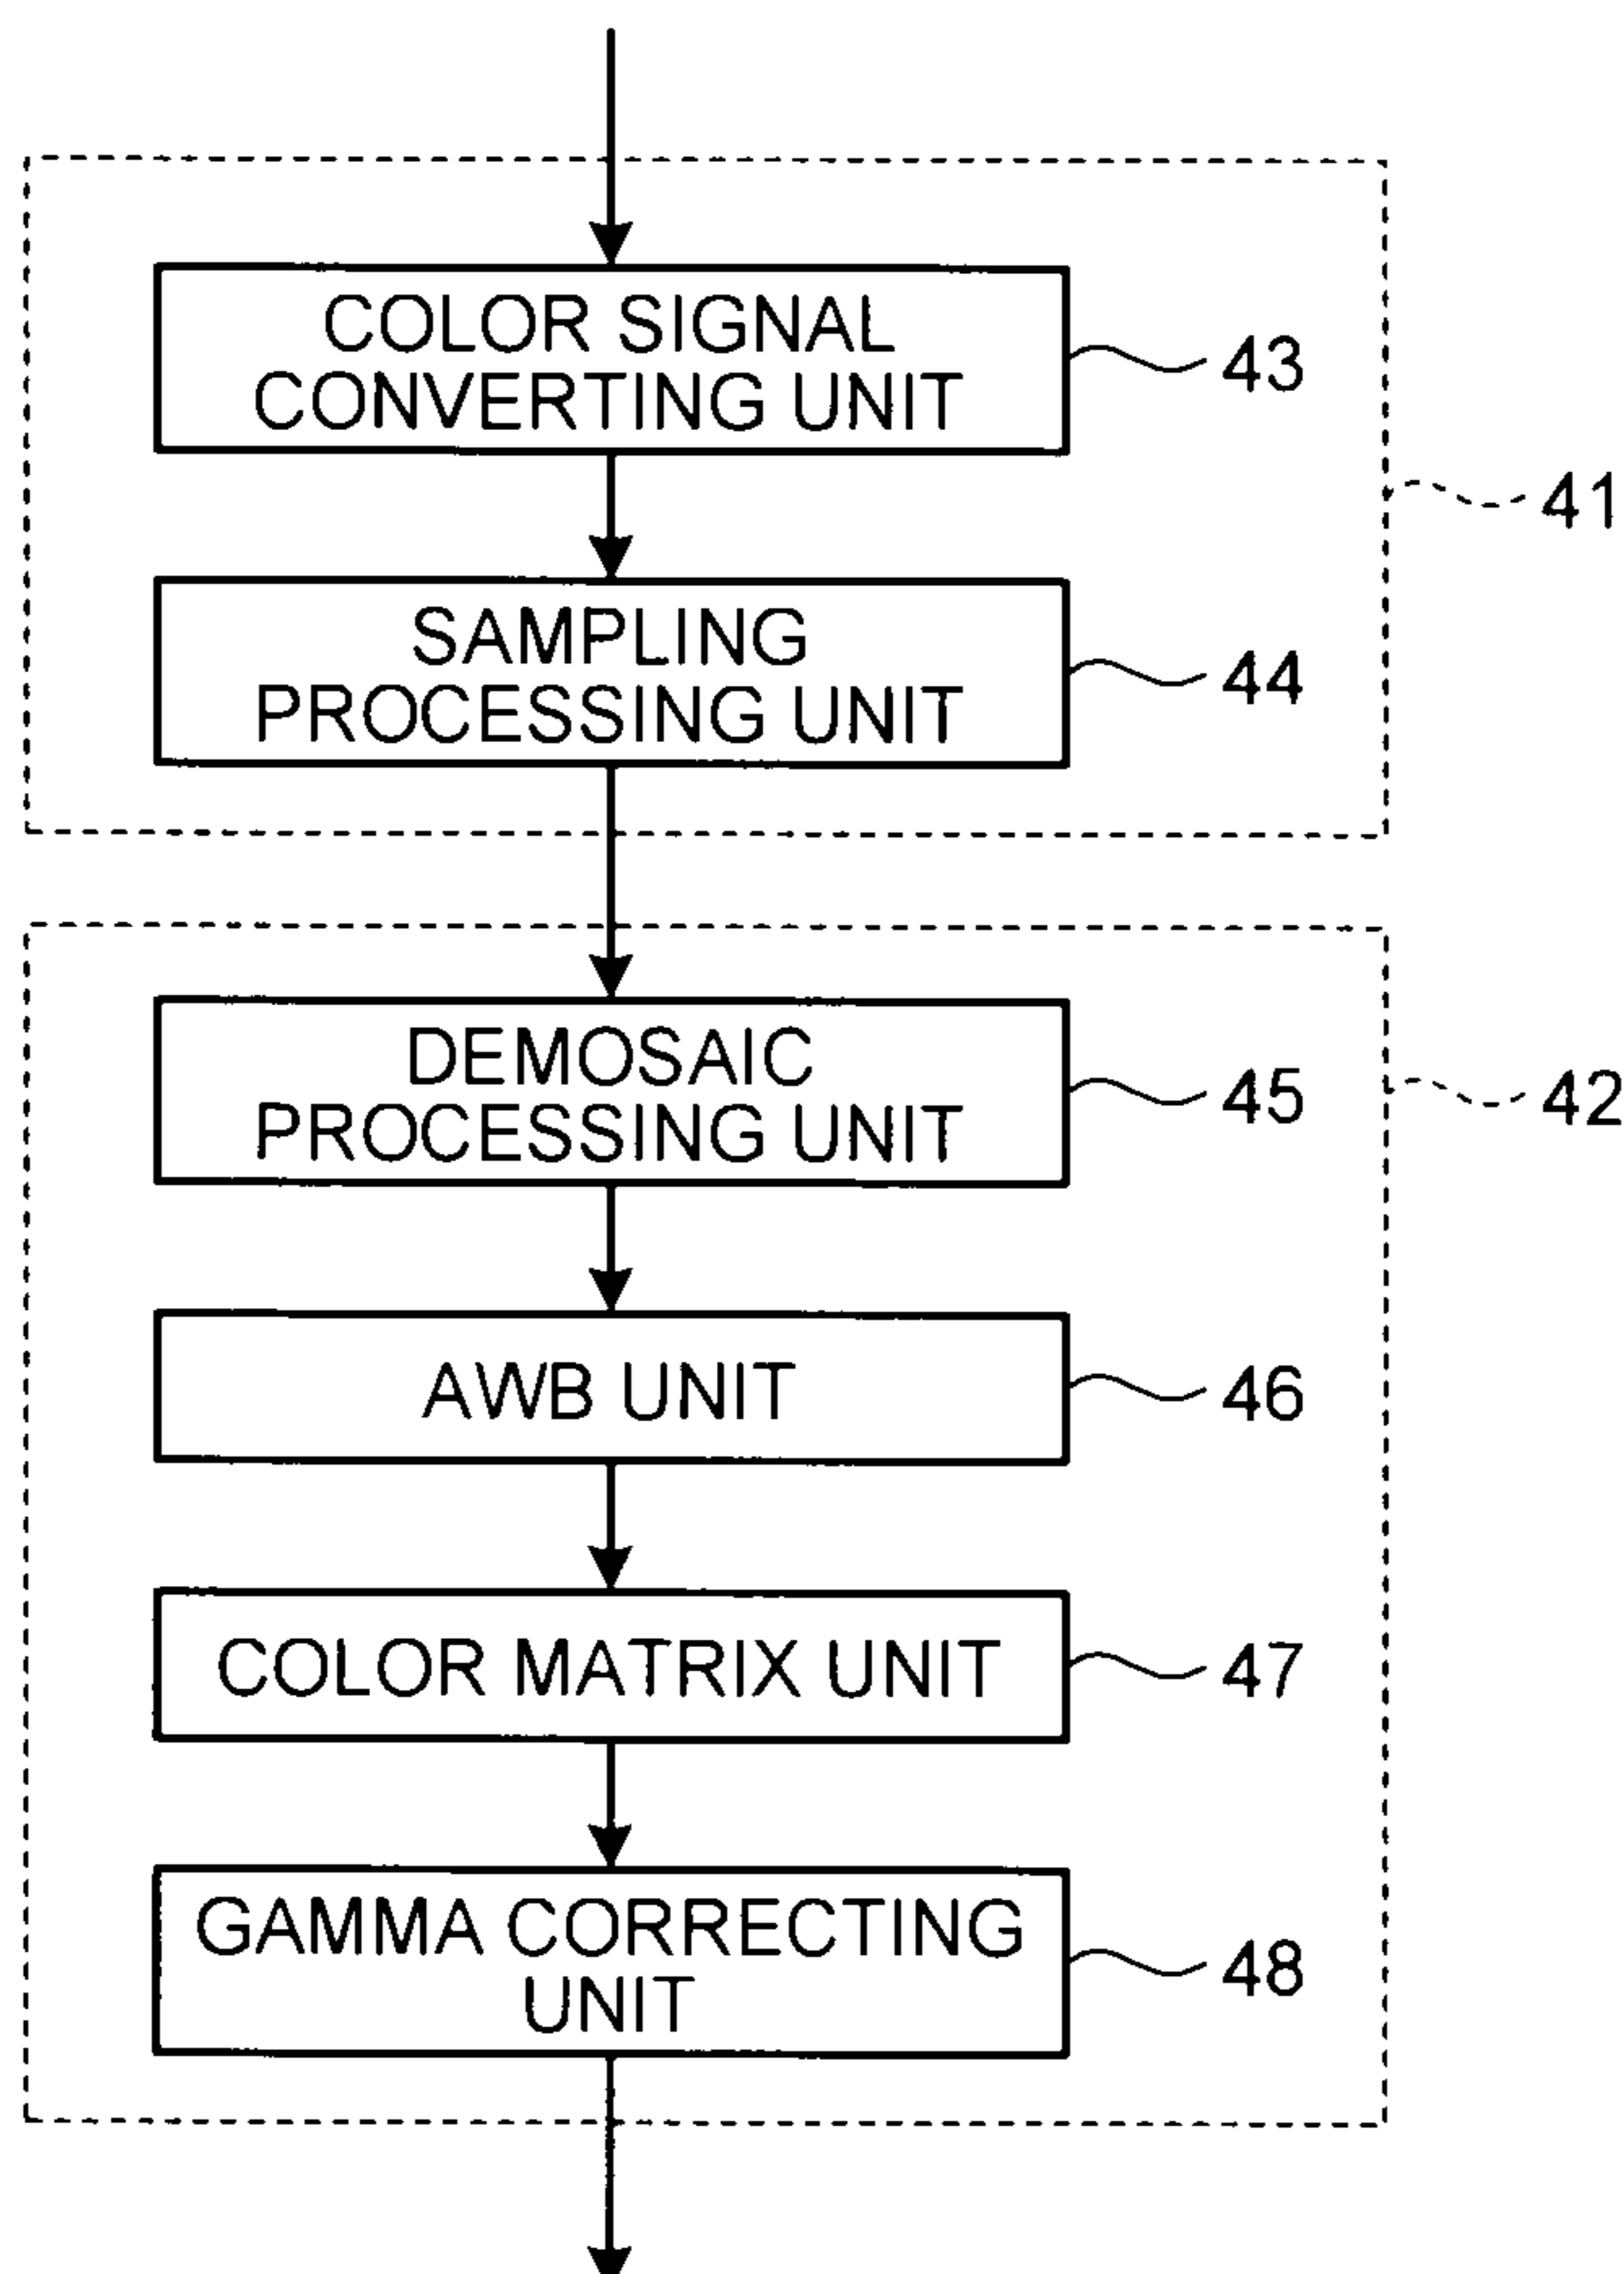 COLOR SIGNAL
CONVERTING UNIT
43
41
SAMPLING
PROCESSING UNIT
44
DEMOSAIC
PROCESSING UNIT
45
42
AWB UNIT
46
COLOR MATRIX UNIT
47
GAMMA CORRECTING
UNIT
48